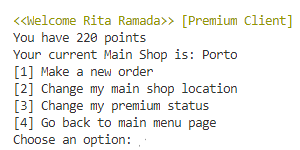 <<Welcome Rita Ramada>> [Premium Client]
You have 220 points
Your current Main Shop is: Porto
[1] Make a new order
[2] Change my main shop location
[3] Change my premium status
[4] Go back to main menu page
Choose an option: